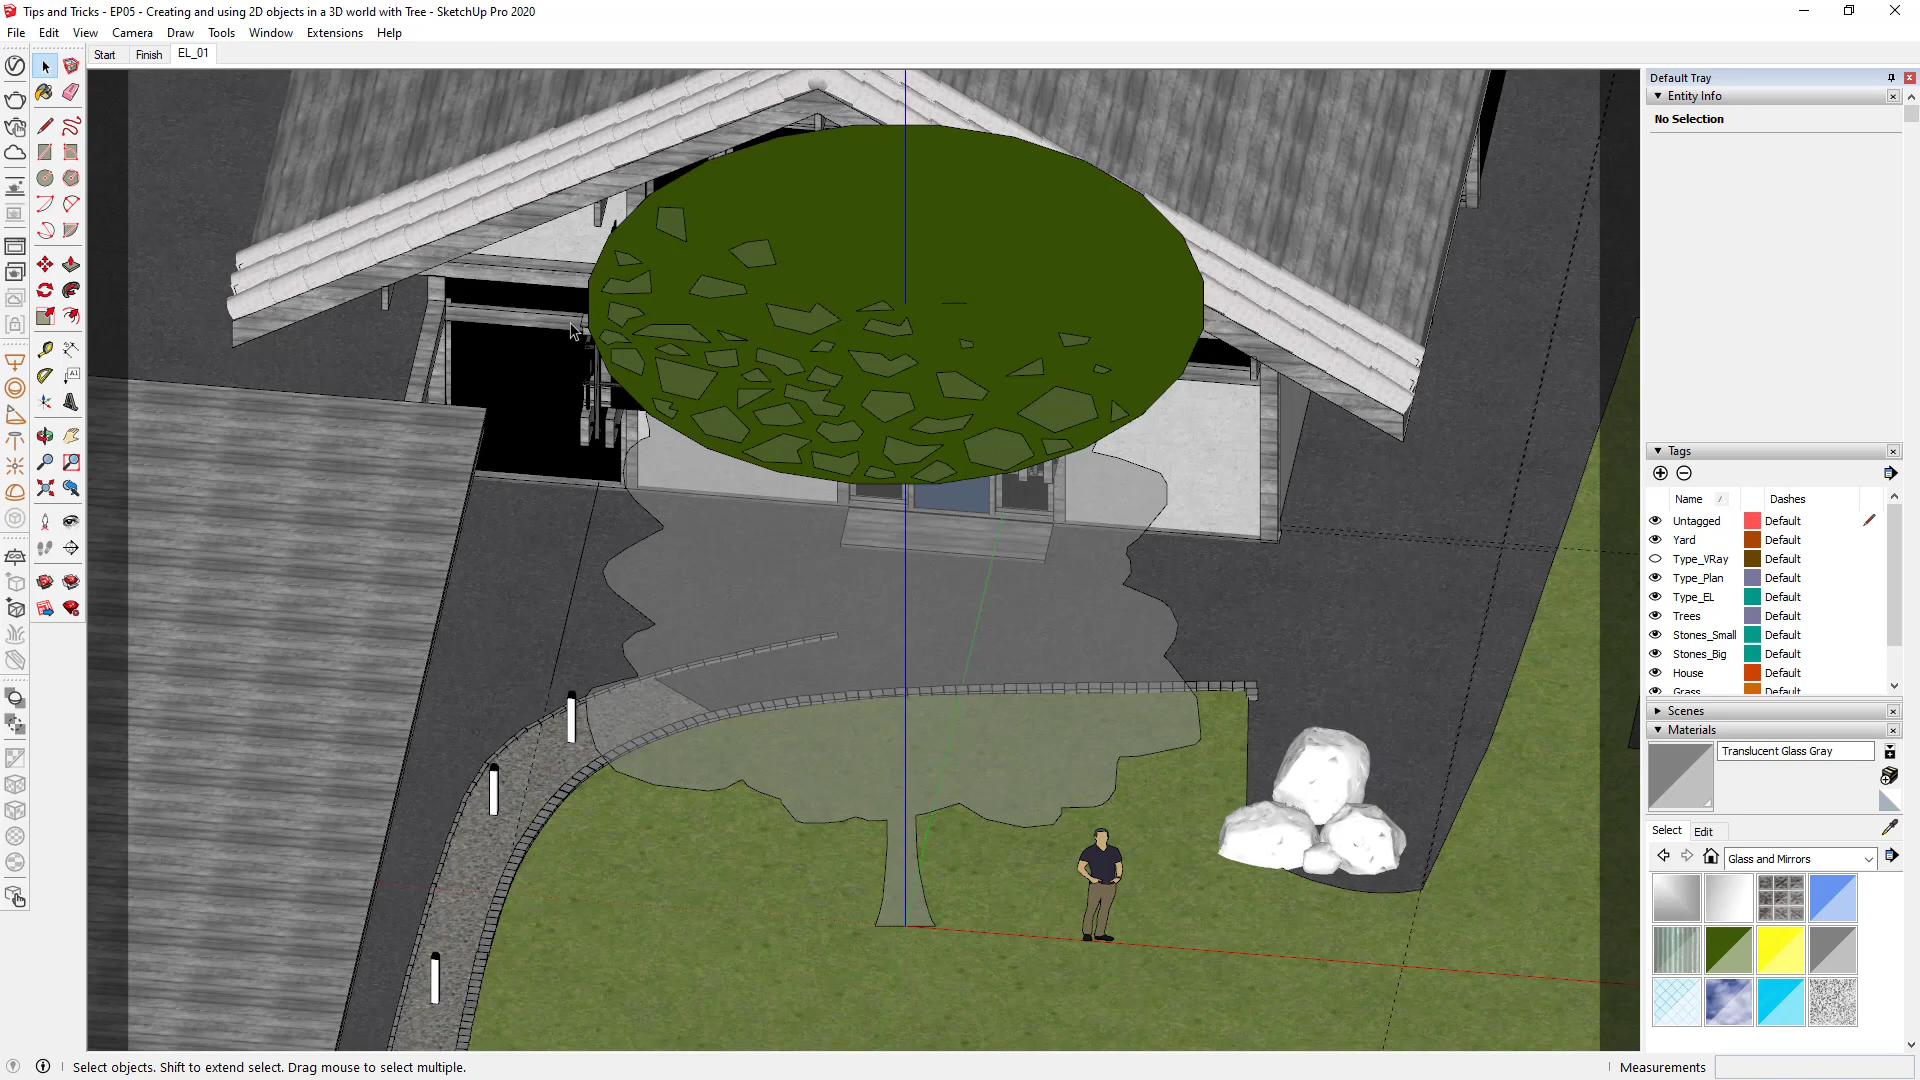 Tips and Tricks - EP05 - Creating and using 2D objects in a 3D world with Tree - SketchUp Pro 2020
File Edit View Camera Draw Tools Window Extensions Help
Start Finish EL_01
Default Tray
Entity Info
No Selection
Tags
Name Dashes
Untagged Default
Yard Default
Type_VRay Default
Type_Plan Default
Type_EL Default
Trees Default
Stones_Small Default
Stones_Big Default
House Default
Grass Default
Scenes
Materials
Translucent Glass Gray
Select Edit
Glass and Mirrors
Select objects. Shift to extend select. Drag mouse to select multiple.
Measurements